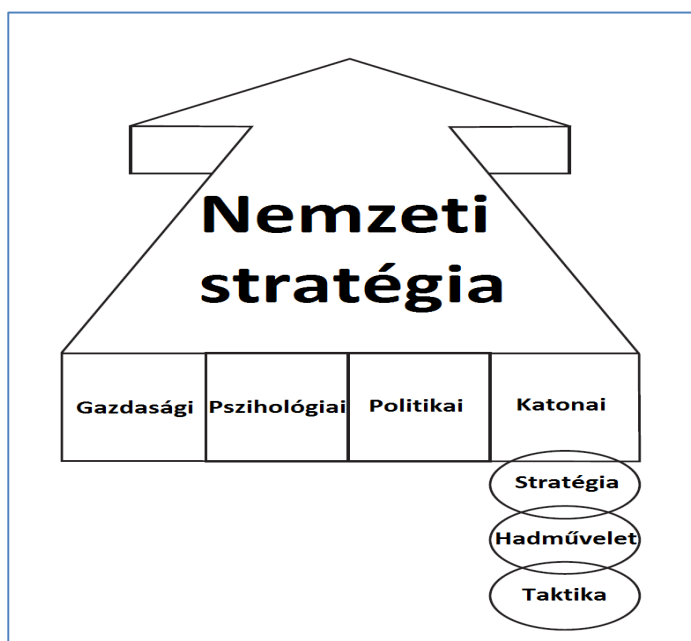 Nemzeti
stratégia
Gazdasági
Pszihológiai
Politikai
Katonai
Stratégia
Hadművelet
Taktika